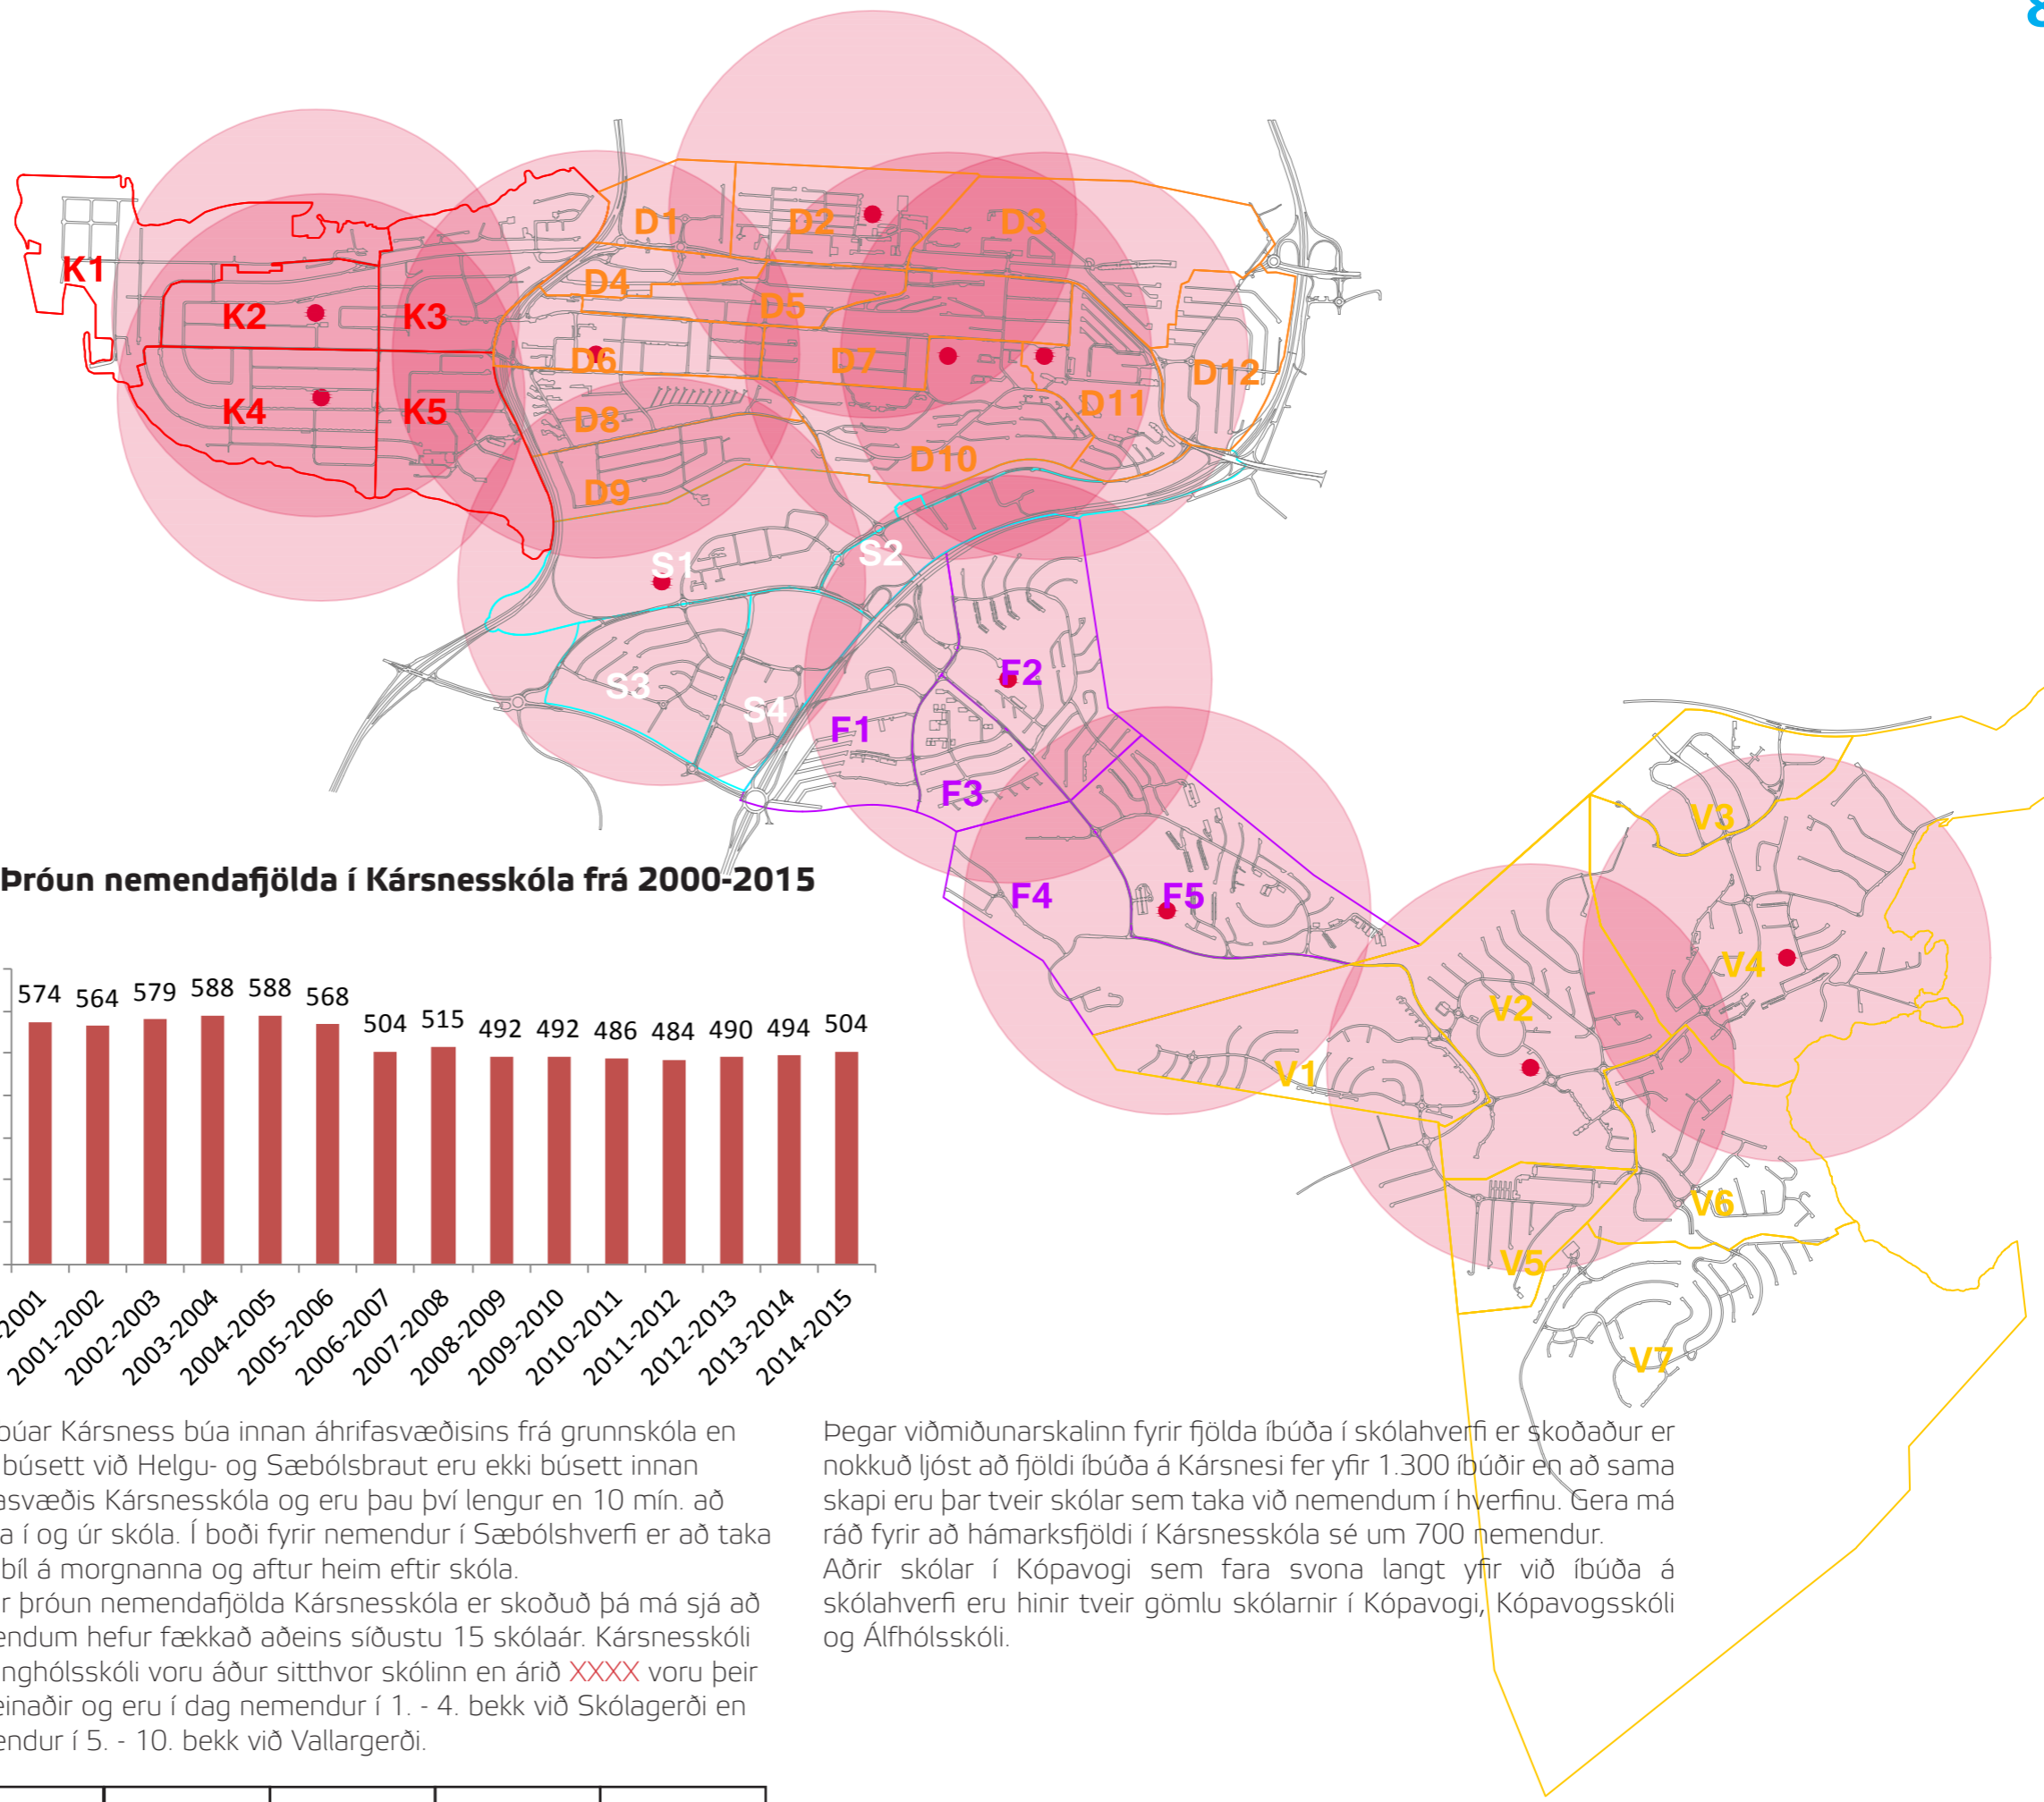 D1
D2
D3
K1
D4
D5
K2
K3
D6
D7
D12
D11
K4
K5
D8
D10
D9
S2
S1
F2
S3
S4
F1
F3
V3
F4
F5
V4
V2
V1
V6
V5
V7
Þróun nemendafjölda í Kársnesskóla frá 2000-2015
574 564 579 588 588 568 504 515 492 492 486 484 490 494 504
-2001
2001-2002
2002-2003
2003-2004
2004-2005
2005-2006
2006-2007
2007-2008
2008-2009
2009-2010
2010-2011
2011-2012
2012-2013
2013-2014
2014-2015
búar Kársness búa innan áhrifasvæðisins frá grunnskóla en
búsett við Helgu- og Sæbólsbraut eru ekki búsett innan
asvæðis Kársnesskóla og eru þau því lengur en 10 mín. að
a í og úr skóla. Í boði fyrir nemendur í Sæbólshverfi er að taka
bíl á morgnanna og aftur heim eftir skóla.
r þróun nemendafjölda Kársnesskóla er skoðuð þá má sjá að
endum hefur fækkað aðeins síðustu 15 skólaár. Kársnesskóli
nghólsskóli voru áður sitthvor skólinn en árið XXXX voru þeir
einaðir og eru í dag nemendur í 1. - 4. bekk við Skólagerði en
endur í 5. - 10. bekk við Vallargerði.
Þegar viðmiðunarskalinn fyrir fjölda íbúða í skólahverfi er skoðaður er
nokkuð ljóst að fjöldi íbúða á Kársnesi fer yfir 1.300 íbúðir en að sama
skapi eru þar tveir skólar sem taka við nemendum í hverfinu. Gera má
ráð fyrir að hámarksfjöldi í Kársnesskóla sé um 700 nemendur.
Aðrir skólar í Kópavogi sem fara svona langt yfir við íbúða á
skólahverfi eru hinir tveir gömlu skólarnir í Kópavogi, Kópavogsskóli
og Álfhólsskóli.